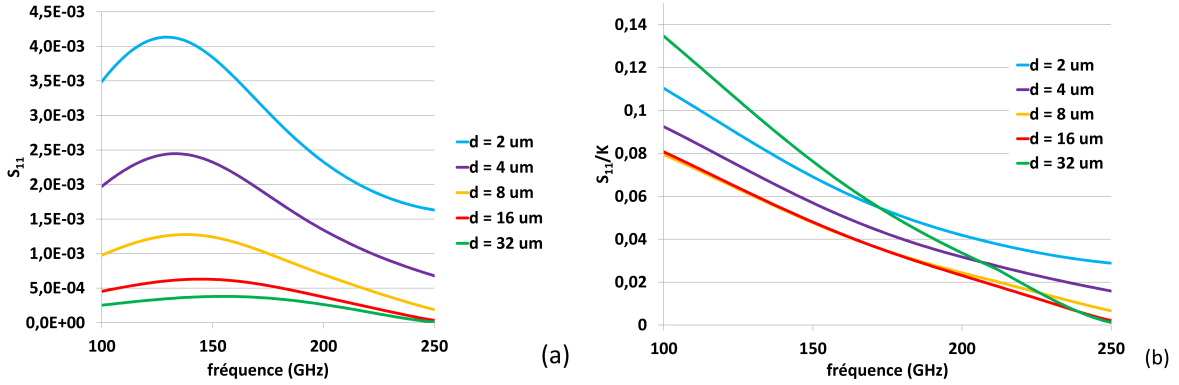 4,5E-03
4,0E-03
3,5E-03
3,0E-03
2,5E-03
2,0E-03
1,5E-03
1,0E-03
5,0E-04
0,0E+00
S11
100
150
200
250
fréquence (GHz)
d = 2 um
d = 4 um
d = 8 um
d = 16 um
d = 32 um
(a)
0,14
0,12
0,1
0,08
0,06
0,04
0,02
0
S11/K
100
150
200
250
fréquence (GHz)
d = 2 um
d = 4 um
d = 8 um
d = 16 um
d = 32 um
(b)